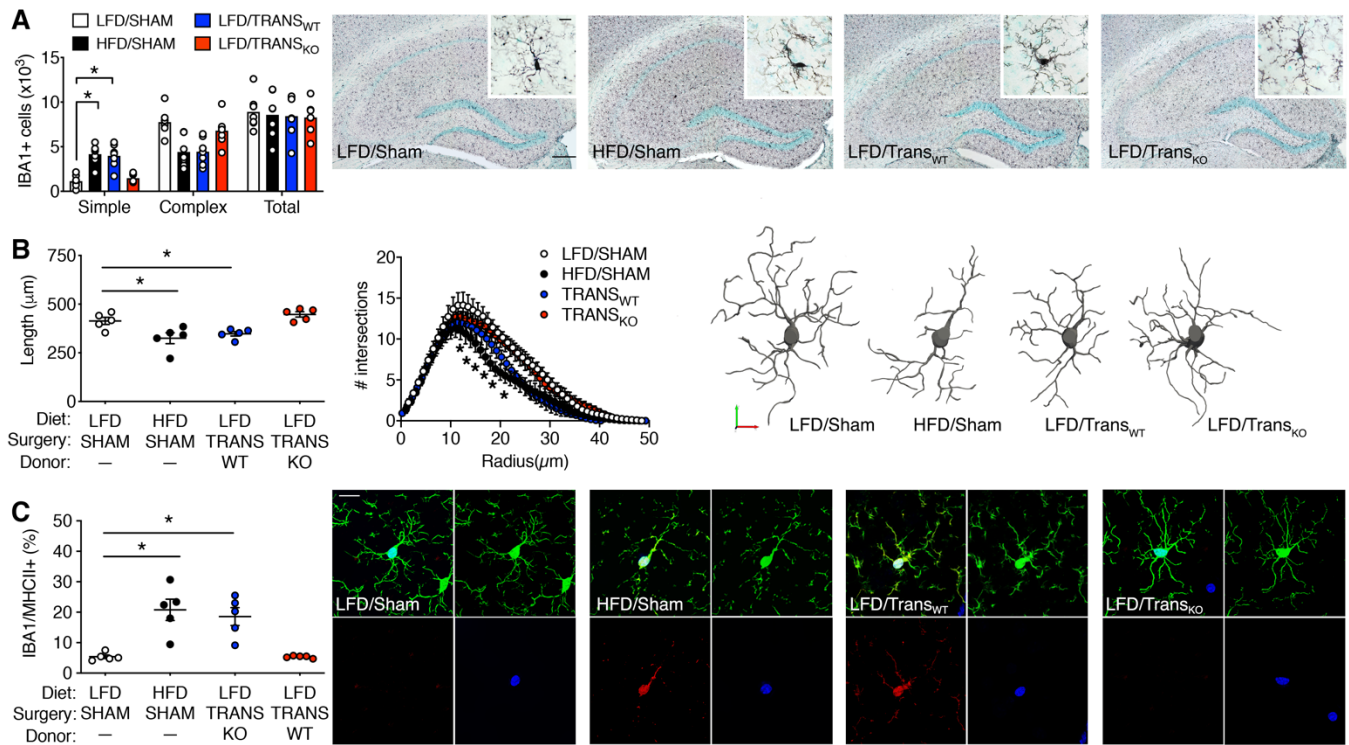 A
LFD/SHAM
LFD/TRANSWT
HFD/SHAM
LFD/TRANSKO
IBA1+ cells (x10³)
15
10
5
0
*
*
Simple Complex Total
LFD/Sham
HFD/Sham
LFD/TransWT
LFD/TransKO
B
Length (µm)
750
500
250
0
*
*
Diet: LFD HFD LFD LFD
Surgery: SHAM SHAM TRANS TRANS
Donor: — — WT KO
# intersections
20
15
10
5
0
LFD/SHAM
HFD/SHAM
TRANSWT
TRANSKO
* * * * * * *
0 10 20 30 40 50
Radius(µm)
LFD/Sham
HFD/Sham
LFD/TransWT
LFD/TransKO
C
IBA1/MHCII+ (%)
50
40
30
20
10
0
*
*
Diet: LFD HFD LFD LFD
Surgery: SHAM SHAM TRANS TRANS
Donor: — — KO WT
LFD/Sham
HFD/Sham
LFD/TransWT
LFD/TransKO